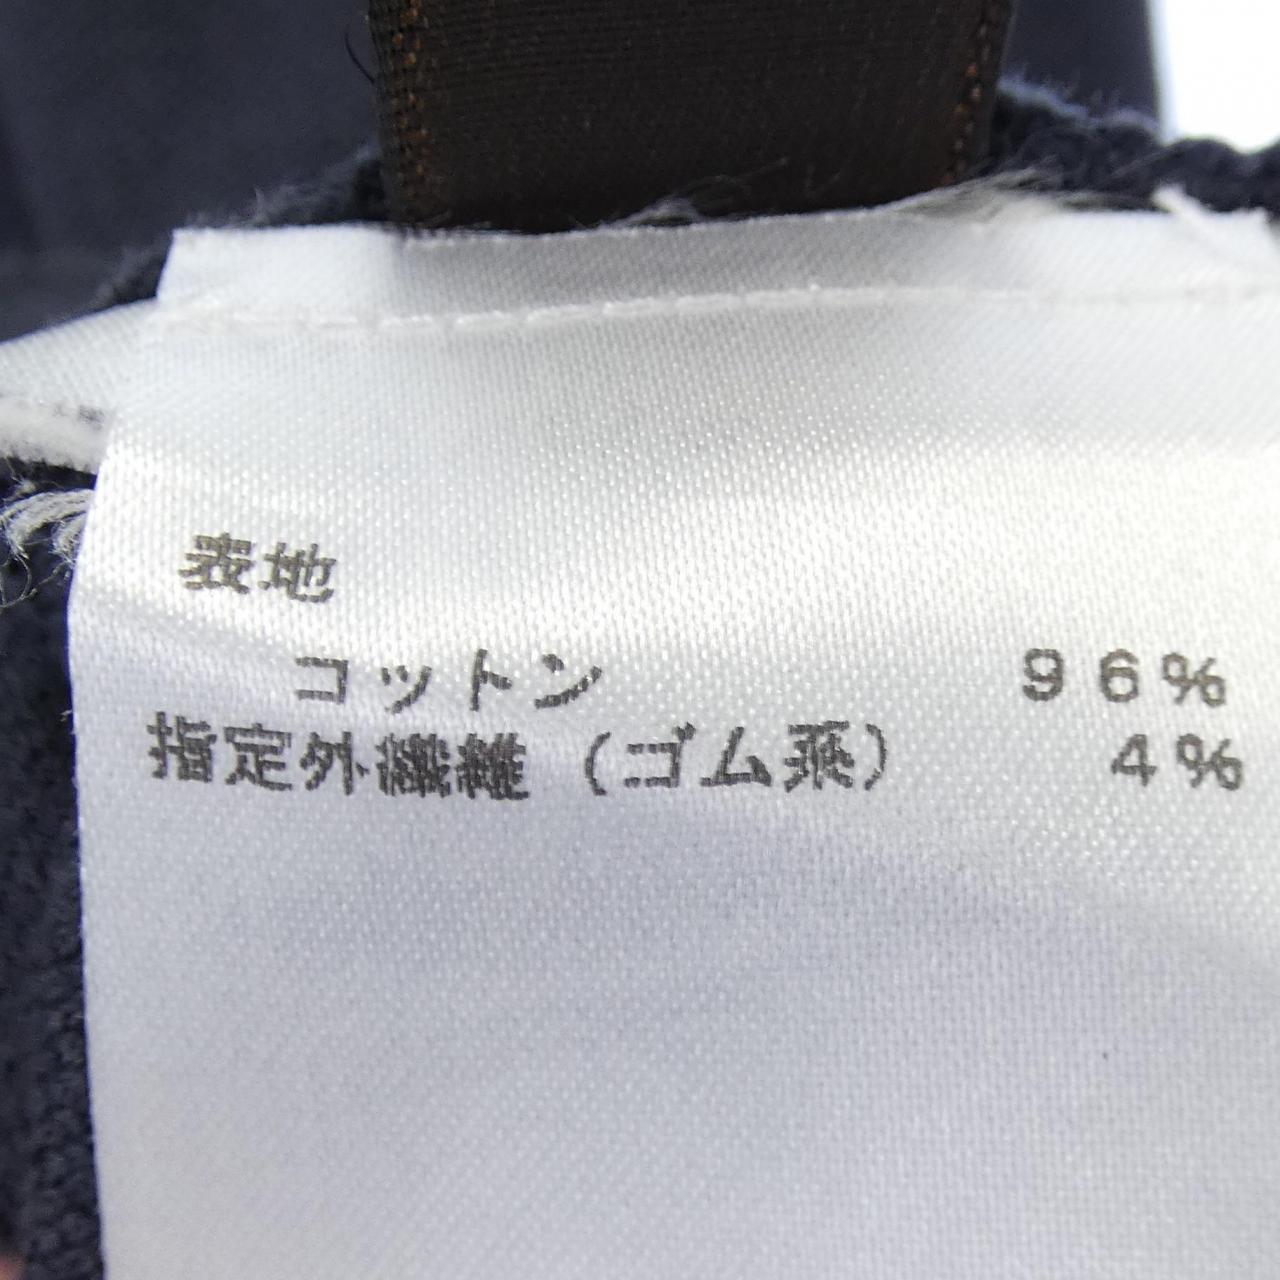 表地
コットン 96%
指定外繊維(ゴム系) 4%